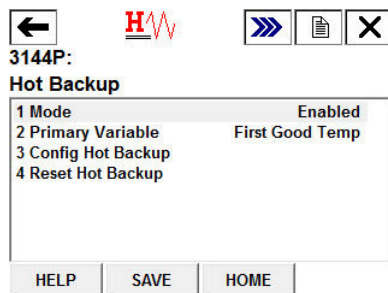 H
3144P:
Hot Backup
1 Mode Enabled
2 Primary Variable First Good Temp
3 Config Hot Backup
4 Reset Hot Backup
HELP SAVE HOME